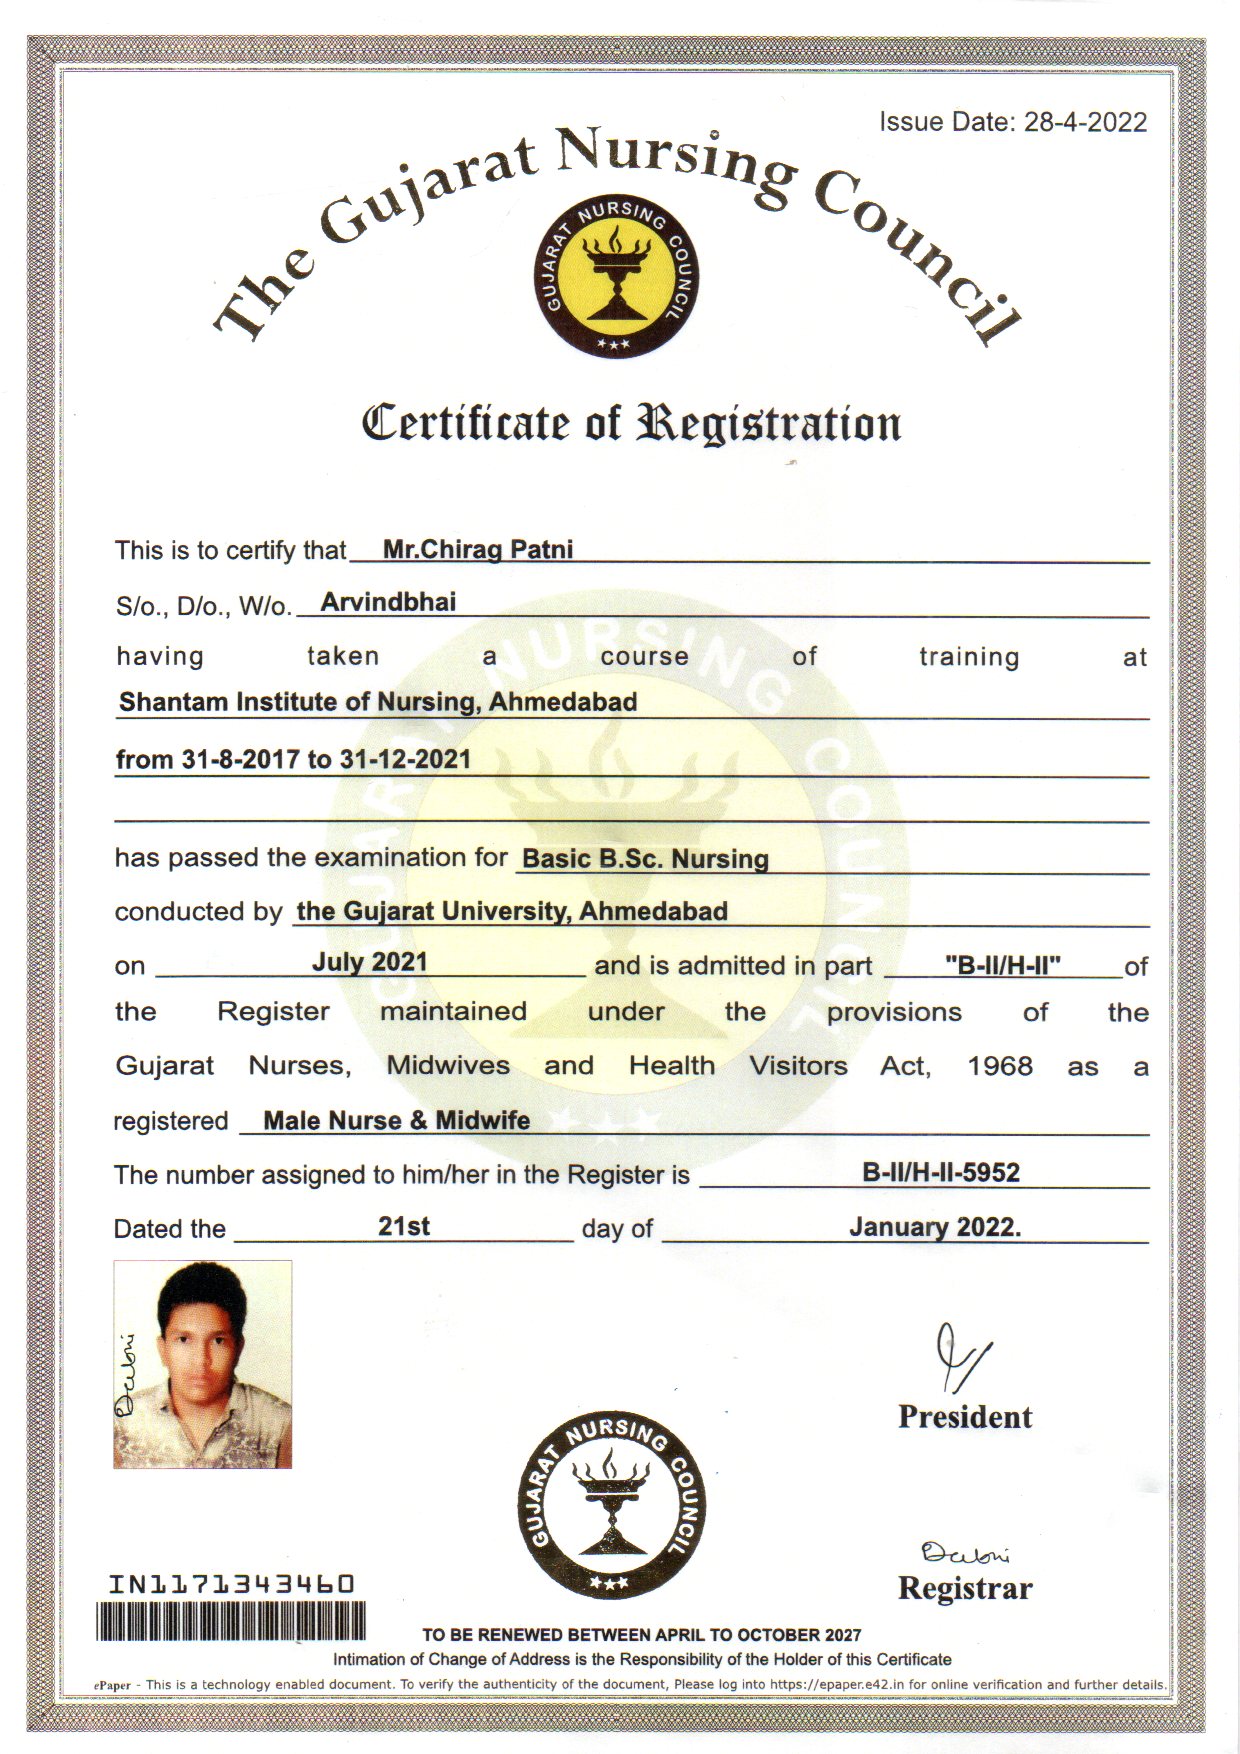 Issue Date: 28-4-2022
The Gujarat Nursing Council
GUJARAT NURSING COUNCIL
Certificate of Registration
This is to certify that Mr.Chirag Patni
S/o., D/o., W/o. Arvindbhai
having taken a course of training at
Shantam Institute of Nursing, Ahmedabad
from 31-8-2017 to 31-12-2021
GUJARAT NURSING COUNCIL
has passed the examination for Basic B.Sc. Nursing
conducted by the Gujarat University, Ahmedabad
on July 2021 and is admitted in part "B-II/H-II" of
the Register maintained under the provisions of the
Gujarat Nurses, Midwives and Health Visitors Act, 1968 as a
registered Male Nurse & Midwife
The number assigned to him/her in the Register is B-II/H-II-5952
Dated the 21st day of January 2022.
President
GUJARAT NURSING COUNCIL
Registrar
IN1171343460
TO BE RENEWED BETWEEN APRIL TO OCTOBER 2027
Intimation of Change of Address is the Responsibility of the Holder of this Certificate
ePaper - This is a technology enabled document. To verify the authenticity of the document, Please log into https://epaper.e42.in for online verification and further details.